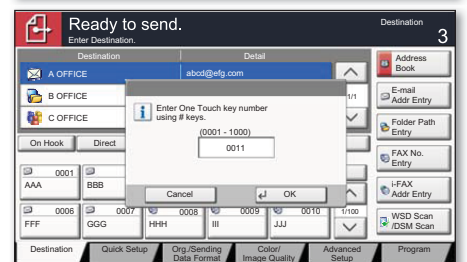 Ready to send.
Enter Destination.
Destination
3
Destination
Detail
A OFFICE
abcd@efg.com
B OFFICE
C OFFICE
1/1
Enter One Touch key number
using # keys.
(0001 - 1000)
0011
Cancel
OK
On Hook
Direct
0001
AAA
BBB
0006
FFF
0007
GGG
0008
HHH
0009
III
0010
JJJ
1/100
Address
Book
E-mail
Addr Entry
Folder Path
Entry
FAX No.
Entry
i-FAX
Addr Entry
WSD Scan
/DSM Scan
Destination
Quick Setup
Org./Sending
Data Format
Color/
Image Quality
Advanced
Setup
Program